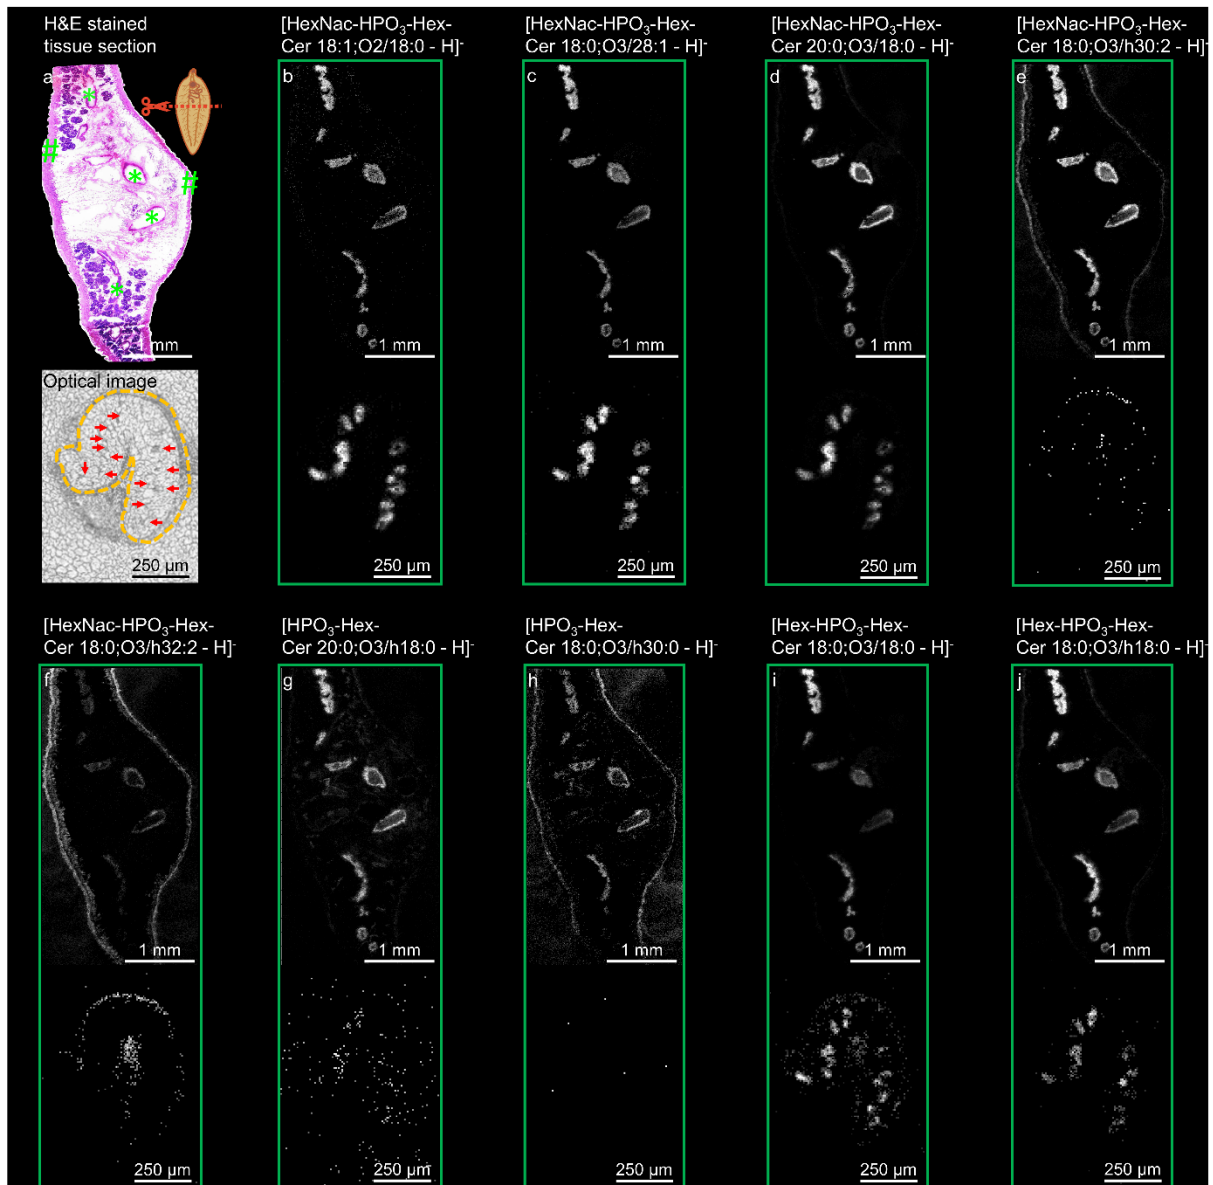 H&E stained
tissue section
[HexNac-HPO₃-Hex-
Cer 18:1;O2/18:0 - H]⁻
[HexNac-HPO₃-Hex-
Cer 18:0;O3/28:1 - H]⁻
[HexNac-HPO₃-Hex-
Cer 20:0;O3/18:0 - H]⁻
[HexNac-HPO₃-Hex-
Cer 18:0;O3/h30:2 - H]⁻
a
*
#
*
#
*
*
mm
b
1 mm
c
1 mm
d
1 mm
e
1 mm
Optical image
250 µm
250 µm
250 µm
250 µm
250 µm
[HexNac-HPO₃-Hex-
Cer 18:0;O3/h32:2 - H]⁻
[HPO₃-Hex-
Cer 20:0;O3/h18:0 - H]⁻
[HPO₃-Hex-
Cer 18:0;O3/h30:0 - H]⁻
[Hex-HPO₃-Hex-
Cer 18:0;O3/18:0 - H]⁻
[Hex-HPO₃-Hex-
Cer 18:0;O3/h18:0 - H]⁻
f
1 mm
g
1 mm
h
1 mm
i
1 mm
j
1 mm
250 µm
250 µm
250 µm
250 µm
250 µm